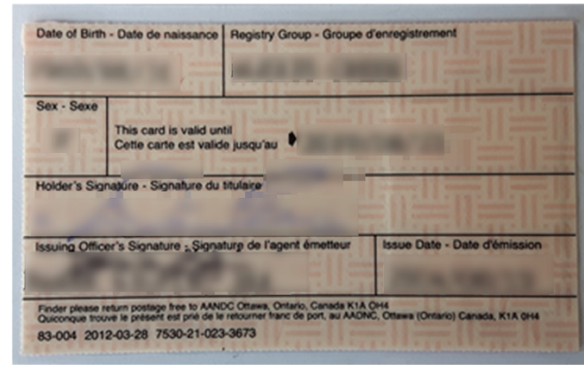 Date of Birth - Date de naissance
Registry Group - Groupe d'enregistrement
Sex - Sexe
This card is valid until
Cette carte est valide jusqu'au
Holder's Signature - Signature du titulaire
Issuing Officer's Signature - Signature de l'agent émetteur
Issue Date - Date d'émission
Finder please return postage free to AANDC Ottawa, Ontario, Canada K1A 0H4
Quiconque trouve le présent est prié de le retourner franc de port, au AADNC, Ottawa (Ontario) Canada, K1A 0H4
83-004 2012-03-28 7530-21-023-3673